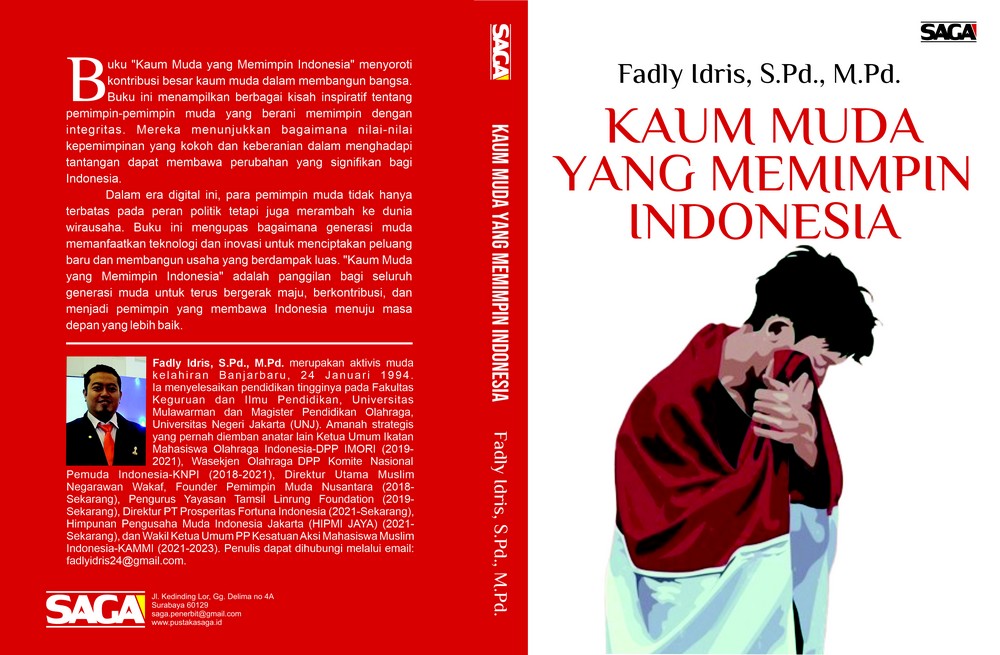 Buku "Kaum Muda yang Memimpin Indonesia" menyoroti
kontribusi besar kaum muda dalam membangun bangsa.
Buku ini menampilkan berbagai kisah inspiratif tentang
pemimpin-pemimpin muda yang berani memimpin dengan
integritas. Mereka menunjukkan bagaimana nilai-nilai
kepemimpinan yang kokoh dan keberanian dalam menghadapi
tantangan dapat membawa perubahan yang signifikan bagi
Indonesia.
Dalam era digital ini, para pemimpin muda tidak hanya
terbatas pada peran politik tetapi juga merambah ke dunia
wirausaha. Buku ini mengupas bagaimana generasi muda
memanfaatkan teknologi dan inovasi untuk menciptakan peluang
baru dan membangun usaha yang berdampak luas. "Kaum Muda
yang Memimpin Indonesia" adalah panggilan bagi seluruh
generasi muda untuk terus bergerak maju, berkontribusi, dan
menjadi pemimpin yang membawa Indonesia menuju masa
depan yang lebih baik.
Fadly Idris, S.Pd., M.Pd. merupakan aktivis muda
kelahiran Banjarbaru, 24 Januari 1994.
Ia menyelesaikan pendidikan tingginya pada Fakultas
Keguruan dan Ilmu Pendidikan, Universitas
Mulawarman dan Magister Pendidikan Olahraga,
Universitas Negeri Jakarta (UNJ). Amanah strategis
yang pernah diemban anatar lain Ketua Umum Ikatan
Mahasiswa Olahraga Indonesia-DPP IMORI (2019-
2021), Wasekjen Olahraga DPP Komite Nasional
Pemuda Indonesia-KNPI (2018-2021), Direktur Utama Muslim
Negarawan Wakaf, Founder Pemimpin Muda Nusantara (2018-
Sekarang), Pengurus Yayasan Tamsil Linrung Foundation (2019-
Sekarang), Direktur PT Prosperitas Fortuna Indonesia (2021-Sekarang),
Himpunan Pengusaha Muda Indonesia Jakarta (HIPMI JAYA) (2021-
Sekarang), dan Wakil Ketua Umum PP Kesatuan Aksi Mahasiswa Muslim
Indonesia-KAMMI (2021-2023). Penulis dapat dihubungi melalui email:
fadlyidris24@gmail.com.
SAGA
Jl. Kedinding Lor, Gg. Delima no 4A
Surabaya 60129
saga.penerbit@gmail.com
www.pustakasaga.id
SAGA
KAUM MUDA YANG MEMIMPIN INDONESIA
Fadly Idris, S.Pd., M.Pd.
SAGA
Fadly Idris, S.Pd., M.Pd.
KAUM MUDA
YANG MEMIMPIN
INDONESIA